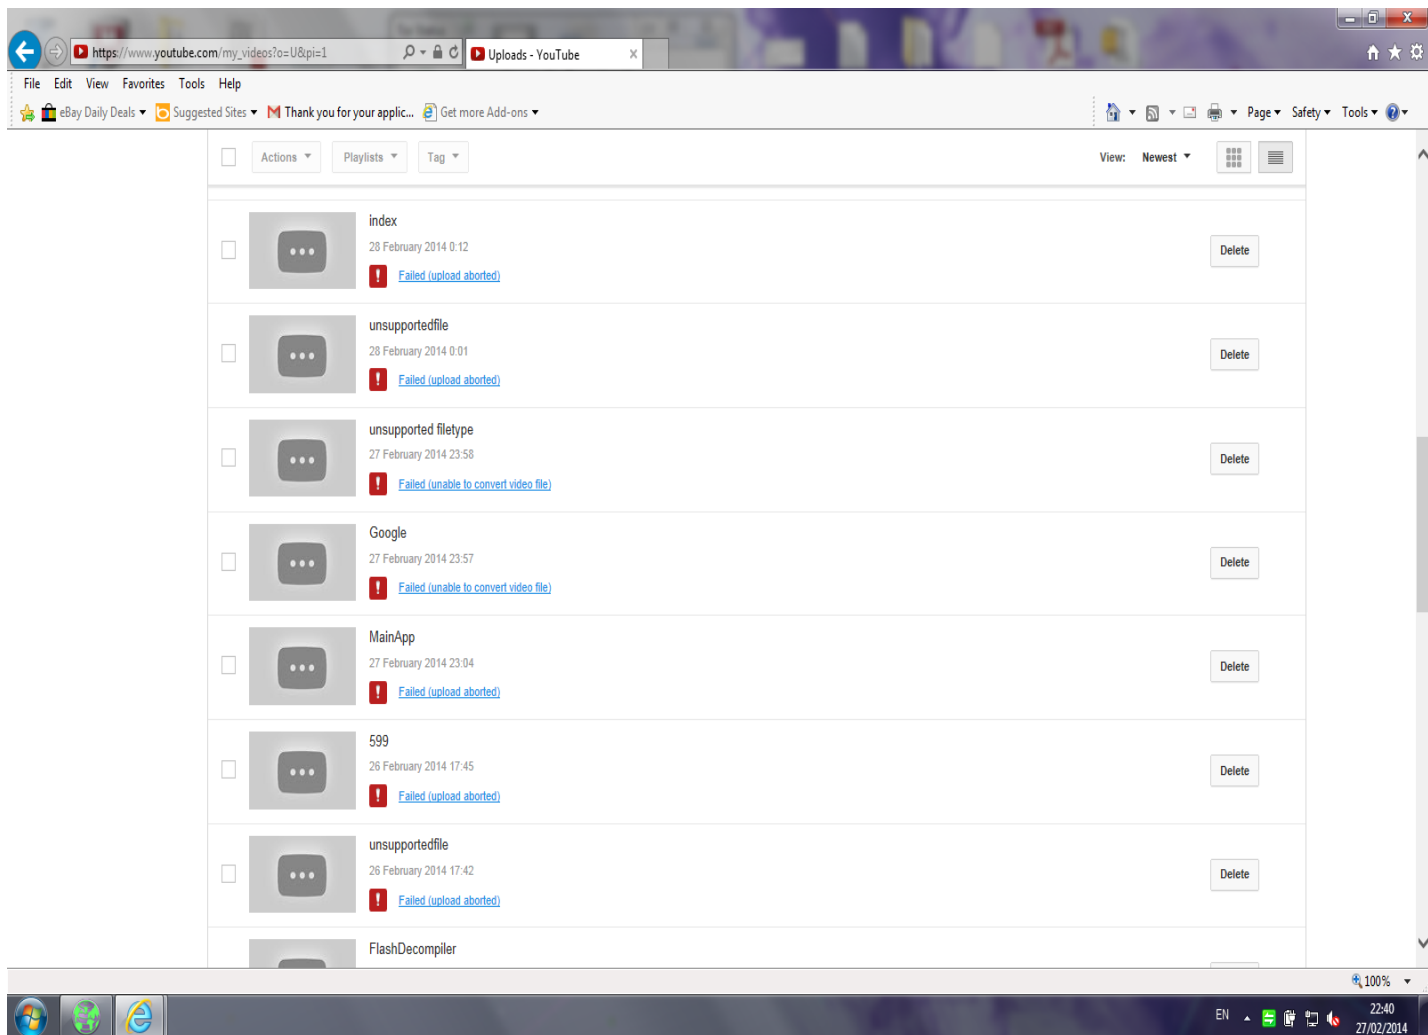 https://www.youtube.com/my_videos?o=U&pi=1
Uploads - YouTube
File Edit View Favorites Tools Help
eBay Daily Deals Suggested Sites Thank you for your applic... Get more Add-ons
Page Safety Tools
Actions Playlists Tag
View: Newest
index
28 February 2014 0:12
Failed (upload aborted)
Delete
unsupportedfile
28 February 2014 0:01
Failed (upload aborted)
Delete
unsupported filetype
27 February 2014 23:58
Failed (unable to convert video file)
Delete
Google
27 February 2014 23:57
Failed (unable to convert video file)
Delete
MainApp
27 February 2014 23:04
Failed (upload aborted)
Delete
599
26 February 2014 17:45
Failed (upload aborted)
Delete
unsupportedfile
26 February 2014 17:42
Failed (upload aborted)
Delete
FlashDecompiler
100%
EN
22:40
27/02/2014